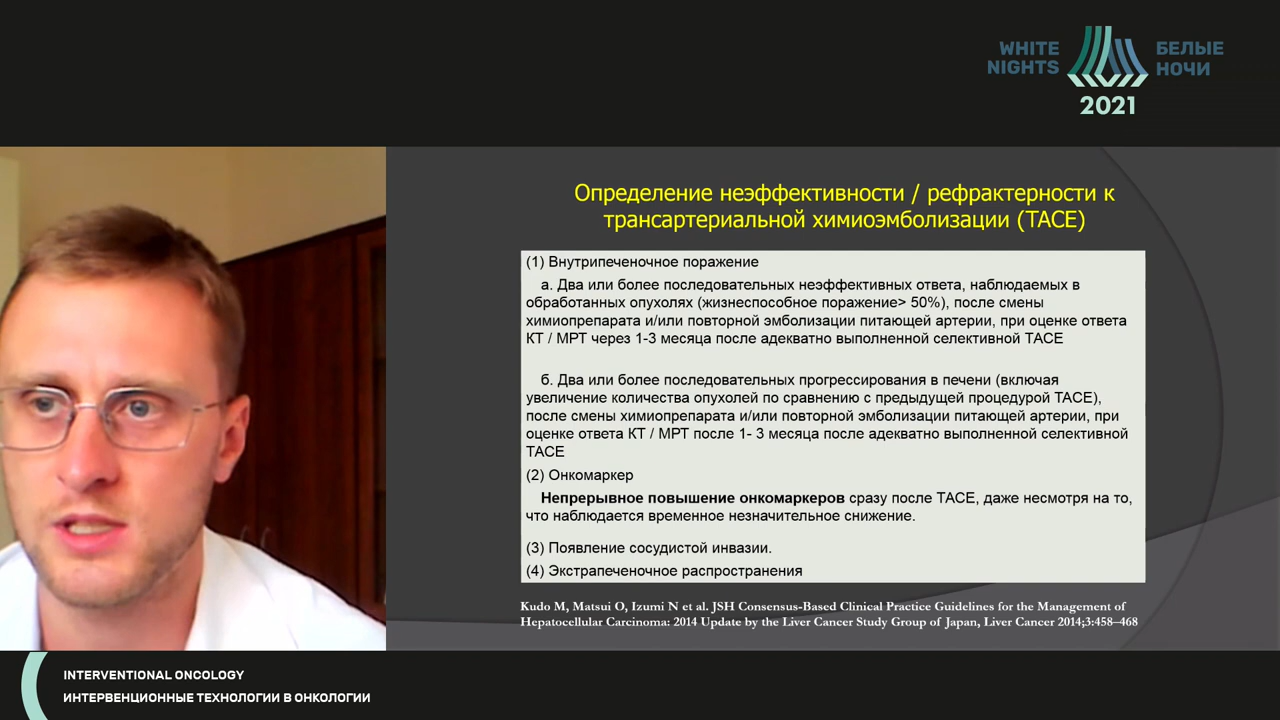 WHITE
NIGHTS
БЕЛЫЕ
НОЧИ
2021
Определение неэффективности / рефрактерности к
трансартериальной химиоэмболизации (TACE)
(1) Внутрипеченочное поражение
а. Два или более последовательных неэффективных ответа, наблюдаемых в
обработанных опухолях (жизнеспособное поражение> 50%), после смены
химиопрепарата и/или повторной эмболизации питающей артерии, при оценке ответа
КТ / МРТ через 1-3 месяца после адекватно выполненной селективной TACE
б. Два или более последовательных прогрессирования в печени (включая
увеличение количества опухолей по сравнению с предыдущей процедурой TACE),
после смены химиопрепарата и/или повторной эмболизации питающей артерии, при
оценке ответа КТ / МРТ после 1- 3 месяца после адекватно выполненной селективной
TACE
(2) Онкомаркер
Непрерывное повышение онкомаркеров сразу после TACE, даже несмотря на то,
что наблюдается временное незначительное снижение.
(3) Появление сосудистой инвазии.
(4) Экстрапеченочное распространения
Kudo M, Matsui O, Izumi N et al. JSH Consensus-Based Clinical Practice Guidelines for the Management of
Hepatocellular Carcinoma: 2014 Update by the Liver Cancer Study Group of Japan, Liver Cancer 2014;3:458–468
INTERVENTIONAL ONCOLOGY
ИНТЕРВЕНЦИОННЫЕ ТЕХНОЛОГИИ В ОНКОЛОГИИ